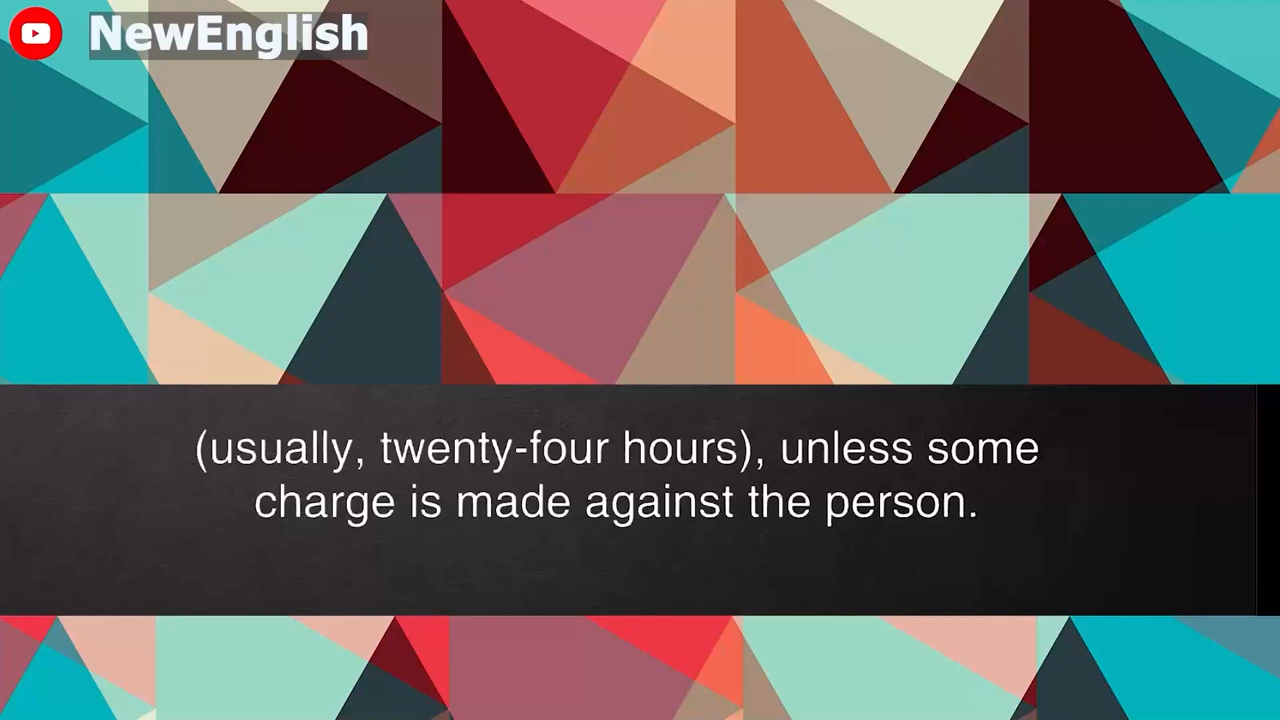 NewEnglish
(usually, twenty-four hours), unless some
charge is made against the person.